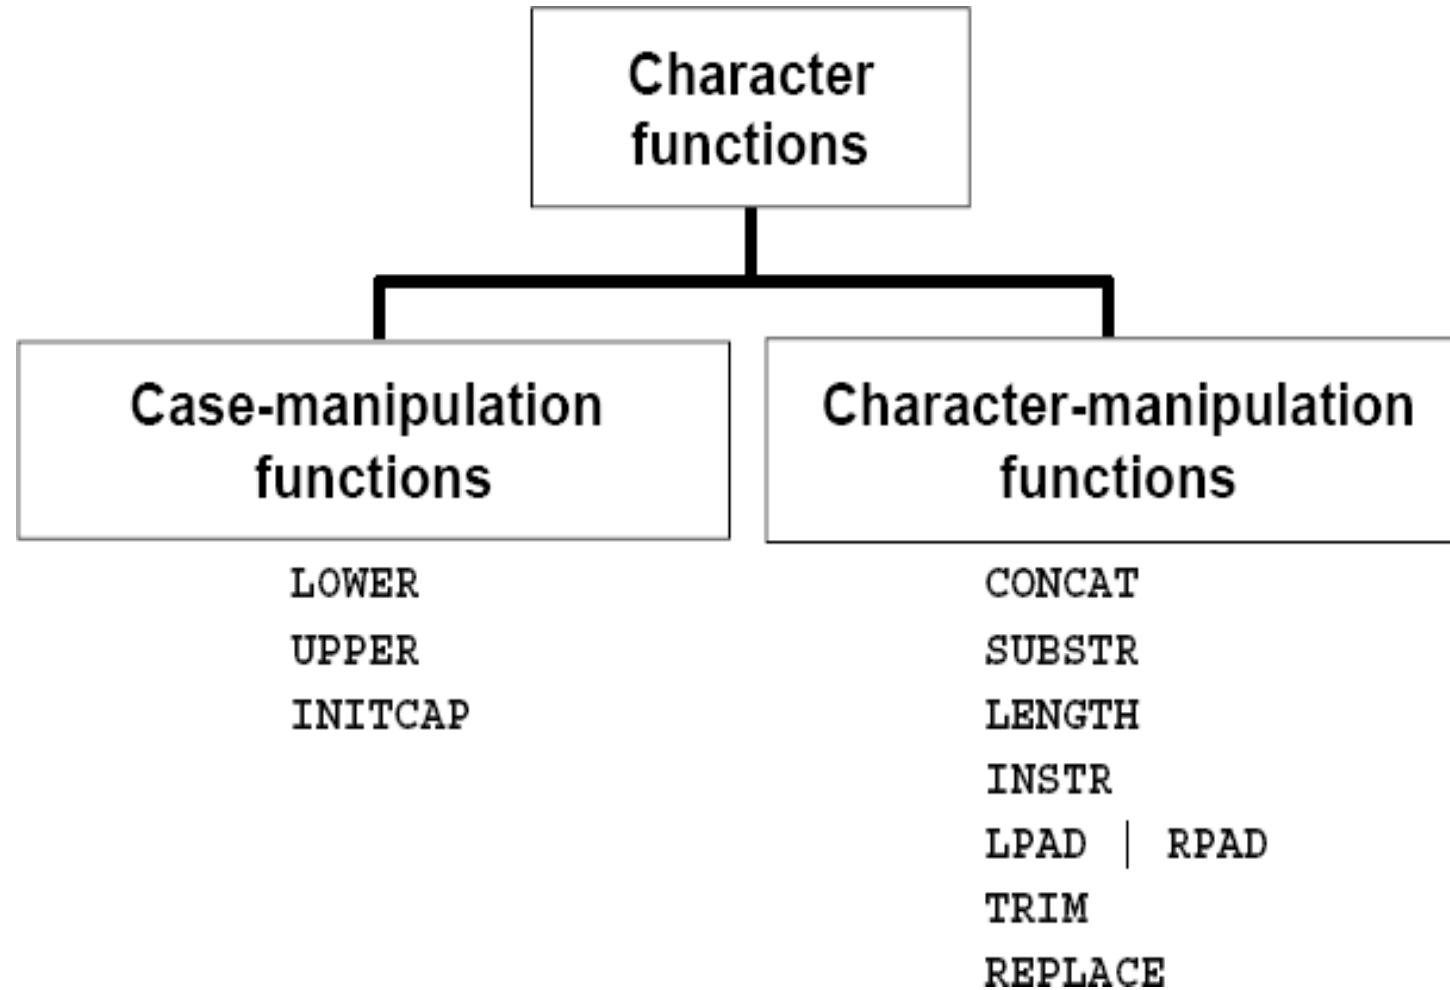 Character
functions
Case-manipulation
functions
Character-manipulation
functions
LOWER
UPPER
INITCAP
CONCAT
SUBSTR
LENGTH
INSTR
LPAD | RPAD
TRIM
REPLACE